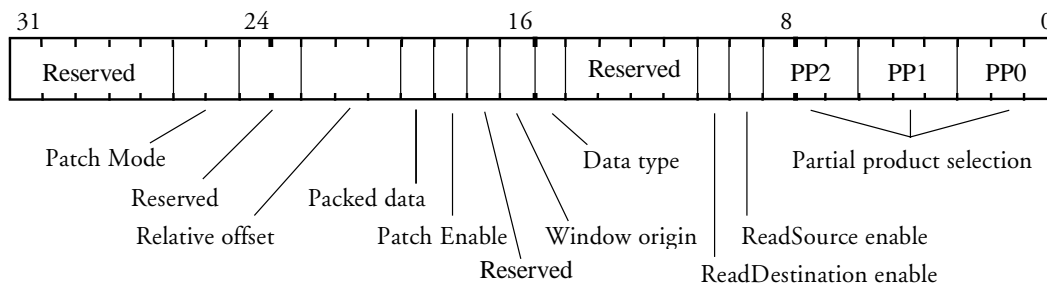 31 24 16 8 0
Reserved Reserved PP2 PP1 PP0
Patch Mode Data type Partial product selection
Reserved Packed data
Relative offset Patch Enable Window origin ReadSource enable
Reserved ReadDestination enable